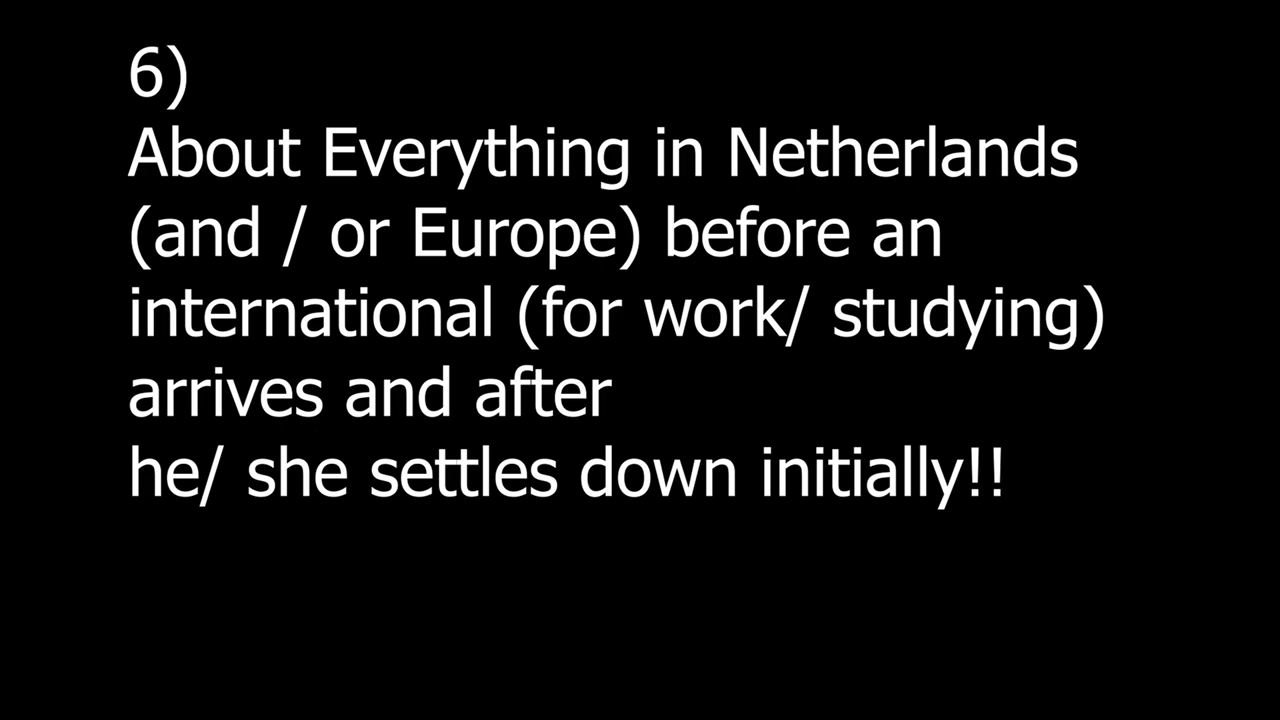 6)
About Everything in Netherlands
(and / or Europe) before an
international (for work/ studying)
arrives and after
he/ she settles down initially!!